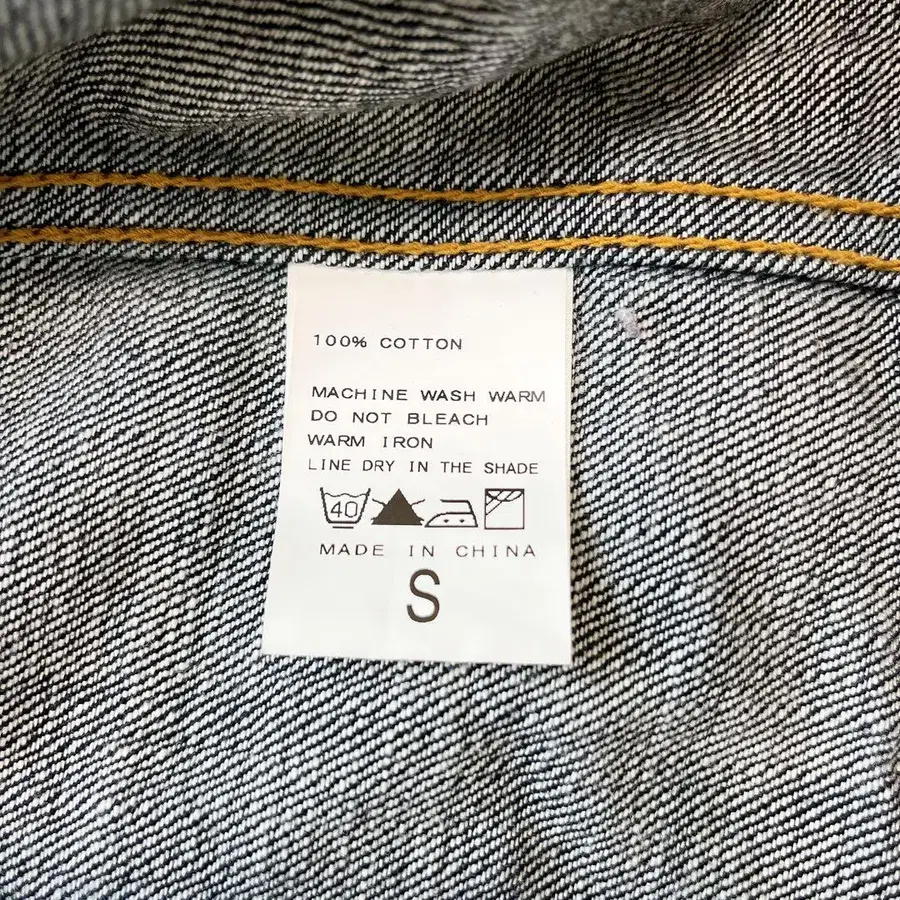 100% COTTON
MACHINE WASH WARM
DO NOT BLEACH
WARM IRON
LINE DRY IN THE SHADE
40
MADE IN CHINA
S